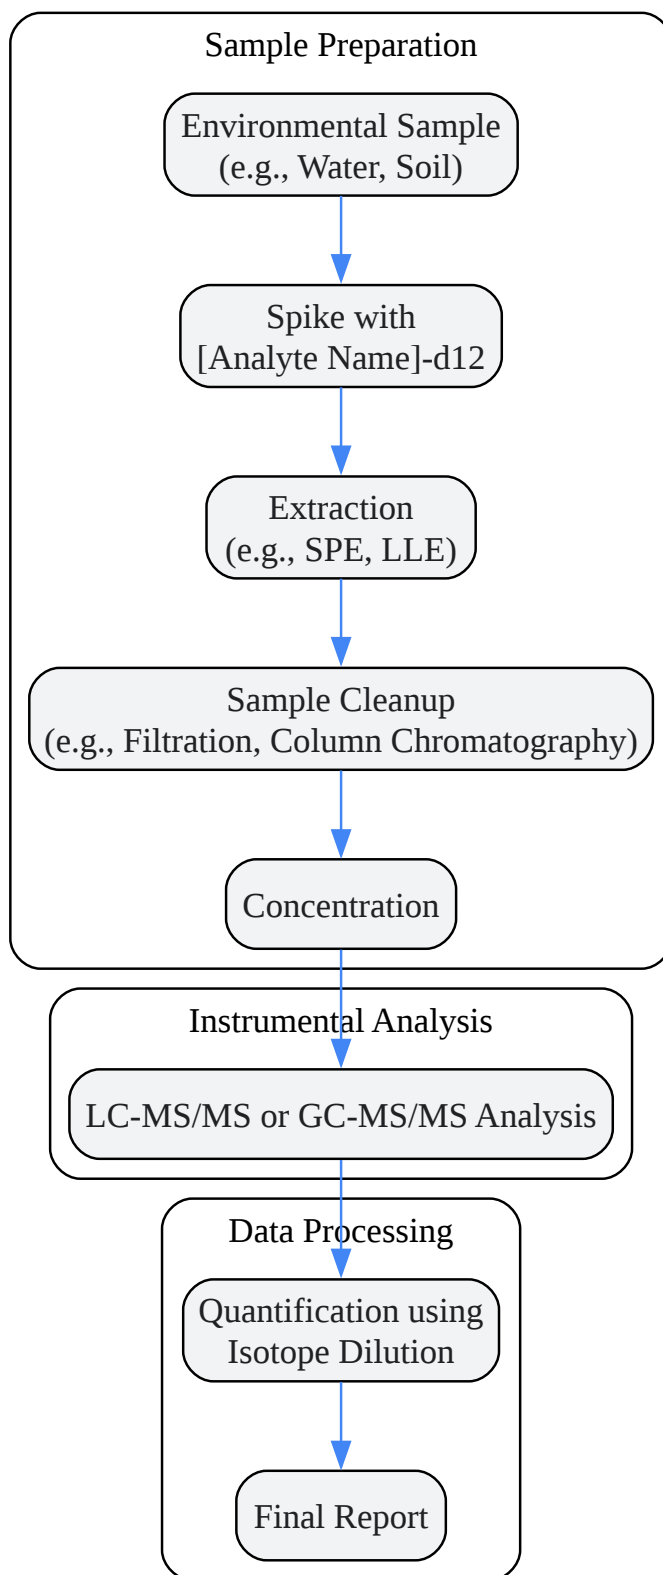 Sample Preparation
Environmental Sample
(e.g., Water, Soil)
Spike with
[Analyte Name]-d12
Extraction
(e.g., SPE, LLE)
Sample Cleanup
(e.g., Filtration, Column Chromatography)
Concentration
Instrumental Analysis
LC-MS/MS or GC-MS/MS Analysis
Data Processing
Quantification using
Isotope Dilution
Final Report